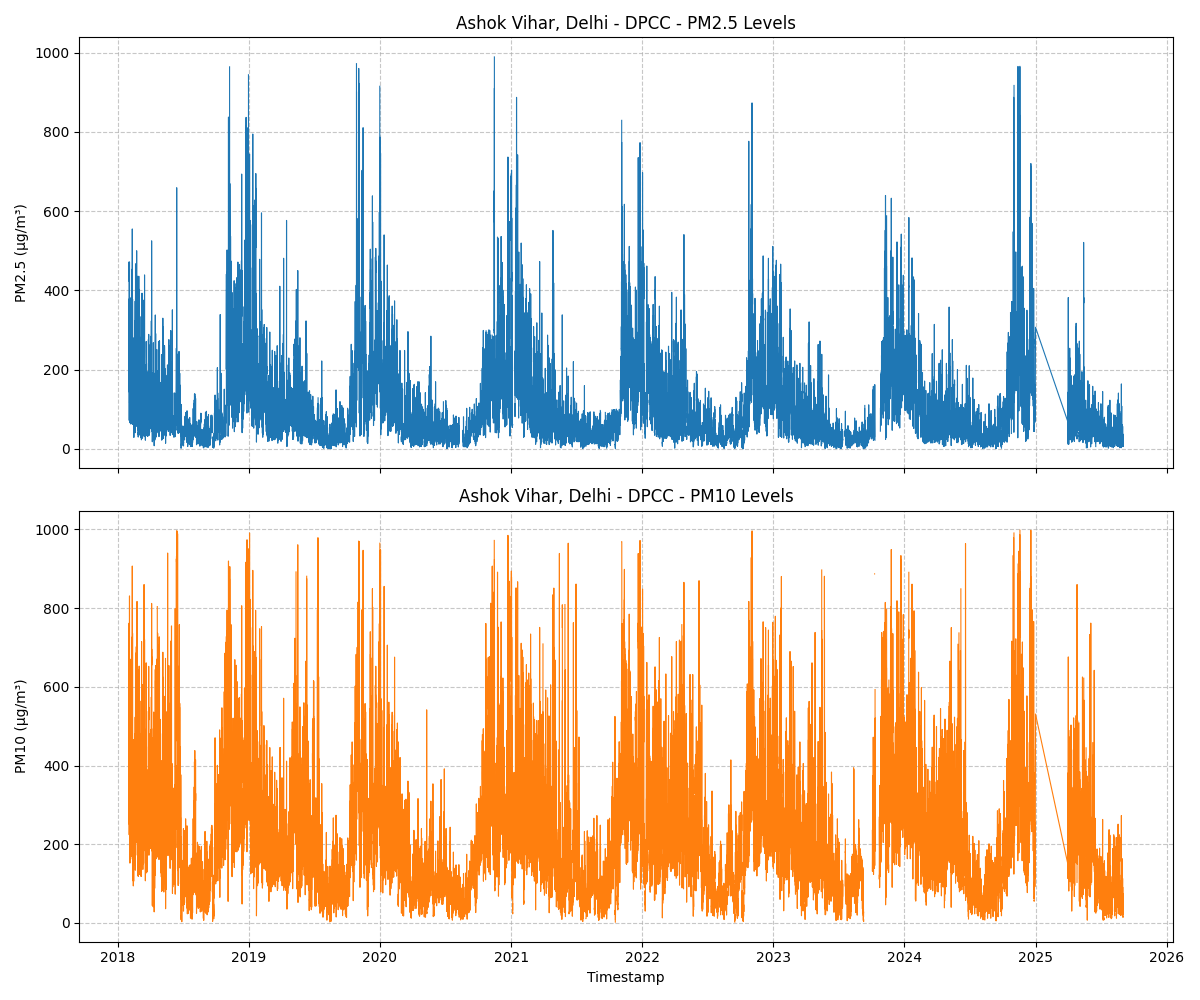 Ashok Vihar, Delhi - DPCC - PM2.5 Levels
1000
800
600
400
200
0
PM2.5 (µg/m³)
Ashok Vihar, Delhi - DPCC - PM10 Levels
1000
800
600
400
200
0
PM10 (µg/m³)
2018 2019 2020 2021 2022 2023 2024 2025 2026
Timestamp